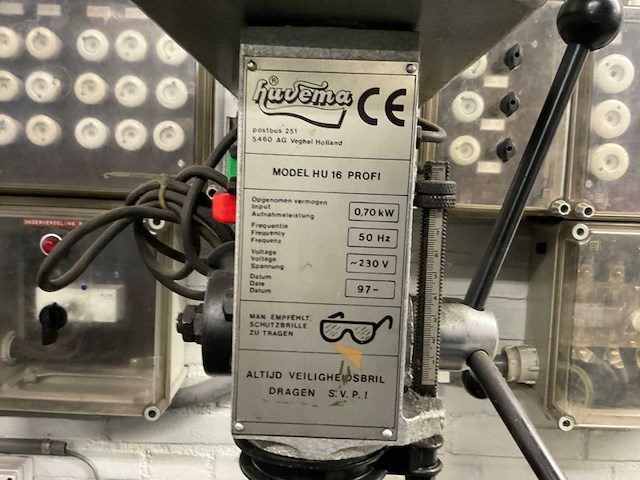 huvema® CE
postbus 251
5460 AG Veghel Holland
MODEL HU 16 PROFI
Opgenomen vermogen
Input
Aufnahmeleistung
0,70 kW
Frequentie
Frequency
Frequenz
50 Hz
Voltage
Voltage
Spannung
~230 V
Datum
Date
Datum
97-
MAN EMPFÉHLT,
SCHUTZBRILLE
ZU TRAGEN
ALTIJD VEILIGHEIDSBRIL
DRAGEN S.V.P.!
ONDERVERDELING